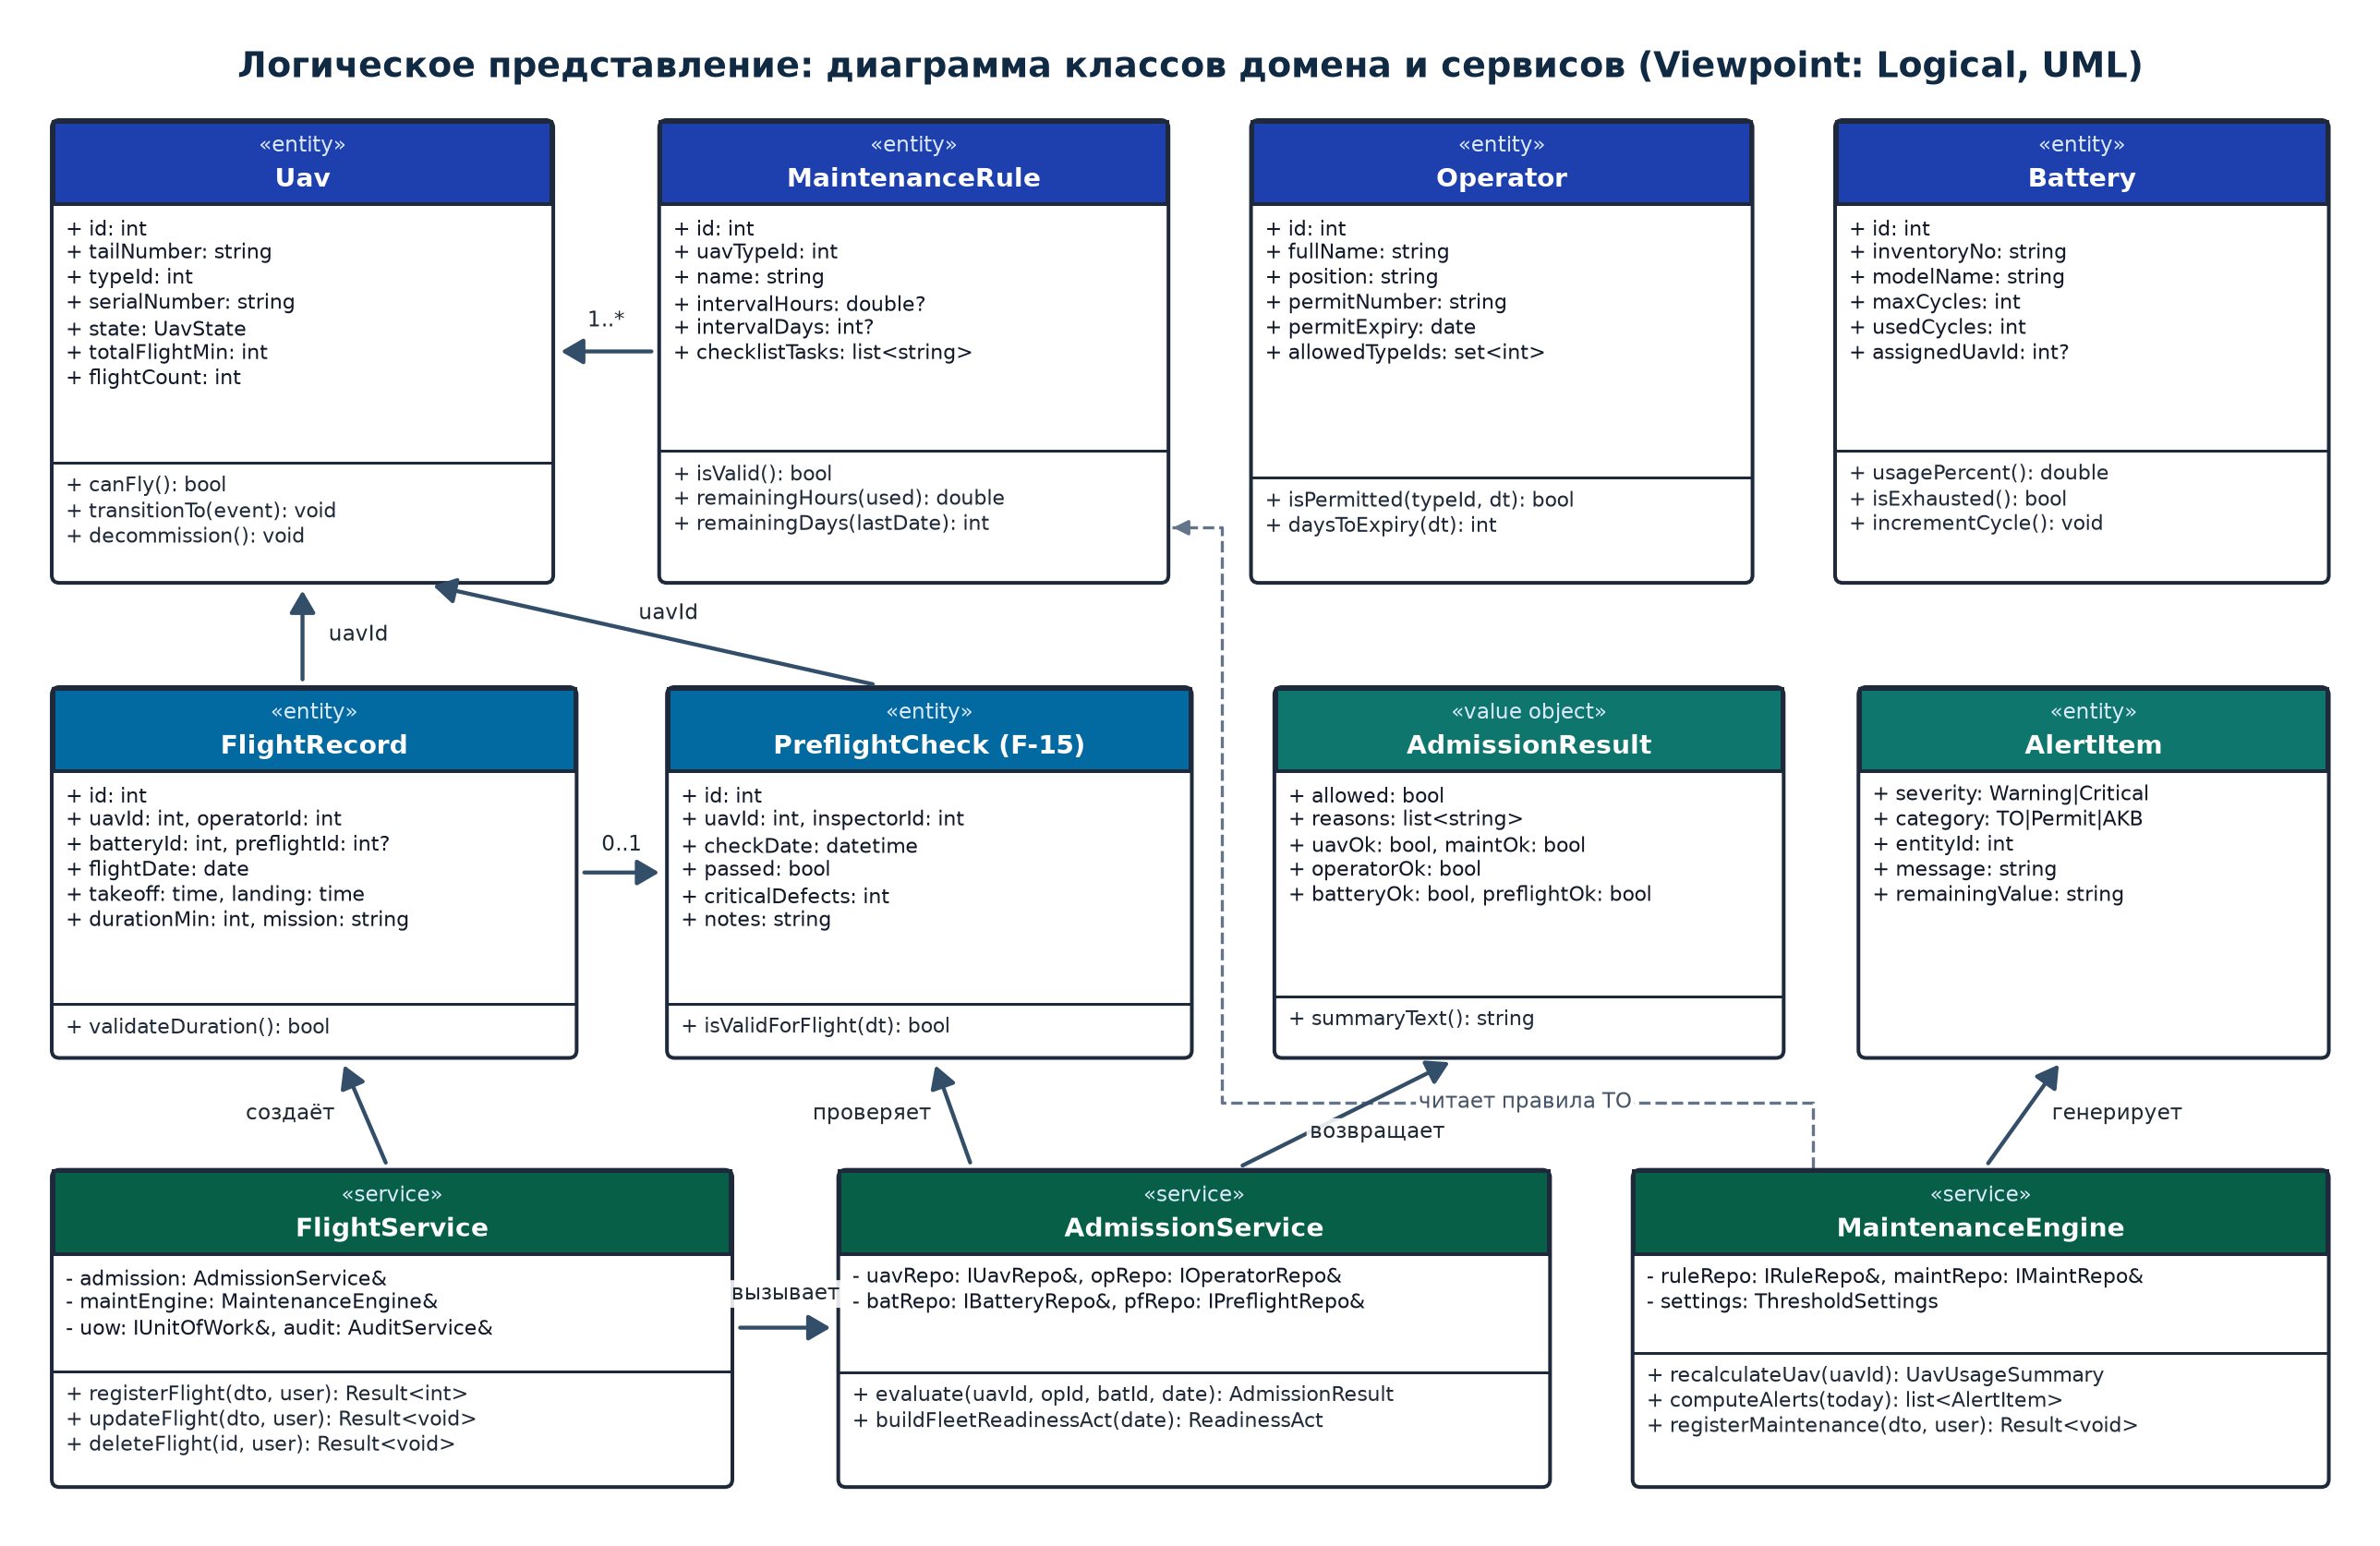 Логическое представление: диаграмма классов домена и сервисов (Viewpoint: Logical, UML)
«entity»
Uav
+ id: int
+ tailNumber: string
+ typeId: int
+ serialNumber: string
+ state: UavState
+ totalFlightMin: int
+ flightCount: int
+ canFly(): bool
+ transitionTo(event): void
+ decommission(): void
1..*
«entity»
MaintenanceRule
+ id: int
+ uavTypeId: int
+ name: string
+ intervalHours: double?
+ intervalDays: int?
+ checklistTasks: list<string>
+ isValid(): bool
+ remainingHours(used): double
+ remainingDays(lastDate): int
«entity»
Operator
+ id: int
+ fullName: string
+ position: string
+ permitNumber: string
+ permitExpiry: date
+ allowedTypeIds: set<int>
+ isPermitted(typeId, dt): bool
+ daysToExpiry(dt): int
«entity»
Battery
+ id: int
+ inventoryNo: string
+ modelName: string
+ maxCycles: int
+ usedCycles: int
+ assignedUavId: int?
+ usagePercent(): double
+ isExhausted(): bool
+ incrementCycle(): void
uavId
uavId
«entity»
FlightRecord
+ id: int
+ uavId: int, operatorId: int
+ batteryId: int, preflightId: int?
+ flightDate: date
+ takeoff: time, landing: time
+ durationMin: int, mission: string
+ validateDuration(): bool
0..1
«entity»
PreflightCheck (F-15)
+ id: int
+ uavId: int, inspectorId: int
+ checkDate: datetime
+ passed: bool
+ criticalDefects: int
+ notes: string
+ isValidForFlight(dt): bool
«value object»
AdmissionResult
+ allowed: bool
+ reasons: list<string>
+ uavOk: bool, maintOk: bool
+ operatorOk: bool
+ batteryOk: bool, preflightOk: bool
+ summaryText(): string
«entity»
AlertItem
+ severity: Warning|Critical
+ category: TO|Permit|AKB
+ entityId: int
+ message: string
+ remainingValue: string
создаёт
проверяет
читает правила ТО
возвращает
генерирует
«service»
FlightService
- admission: AdmissionService&
- maintEngine: MaintenanceEngine&
- uow: IUnitOfWork&, audit: AuditService&
+ registerFlight(dto, user): Result<int>
+ updateFlight(dto, user): Result<void>
+ deleteFlight(id, user): Result<void>
вызывает
«service»
AdmissionService
- uavRepo: IUavRepo&, opRepo: IOperatorRepo&
- batRepo: IBatteryRepo&, pfRepo: IPreflightRepo&
+ evaluate(uavId, opId, batId, date): AdmissionResult
+ buildFleetReadinessAct(date): ReadinessAct
«service»
MaintenanceEngine
- ruleRepo: IRuleRepo&, maintRepo: IMaintRepo&
- settings: ThresholdSettings
+ recalculateUav(uavId): UavUsageSummary
+ computeAlerts(today): list<AlertItem>
+ registerMaintenance(dto, user): Result<void>